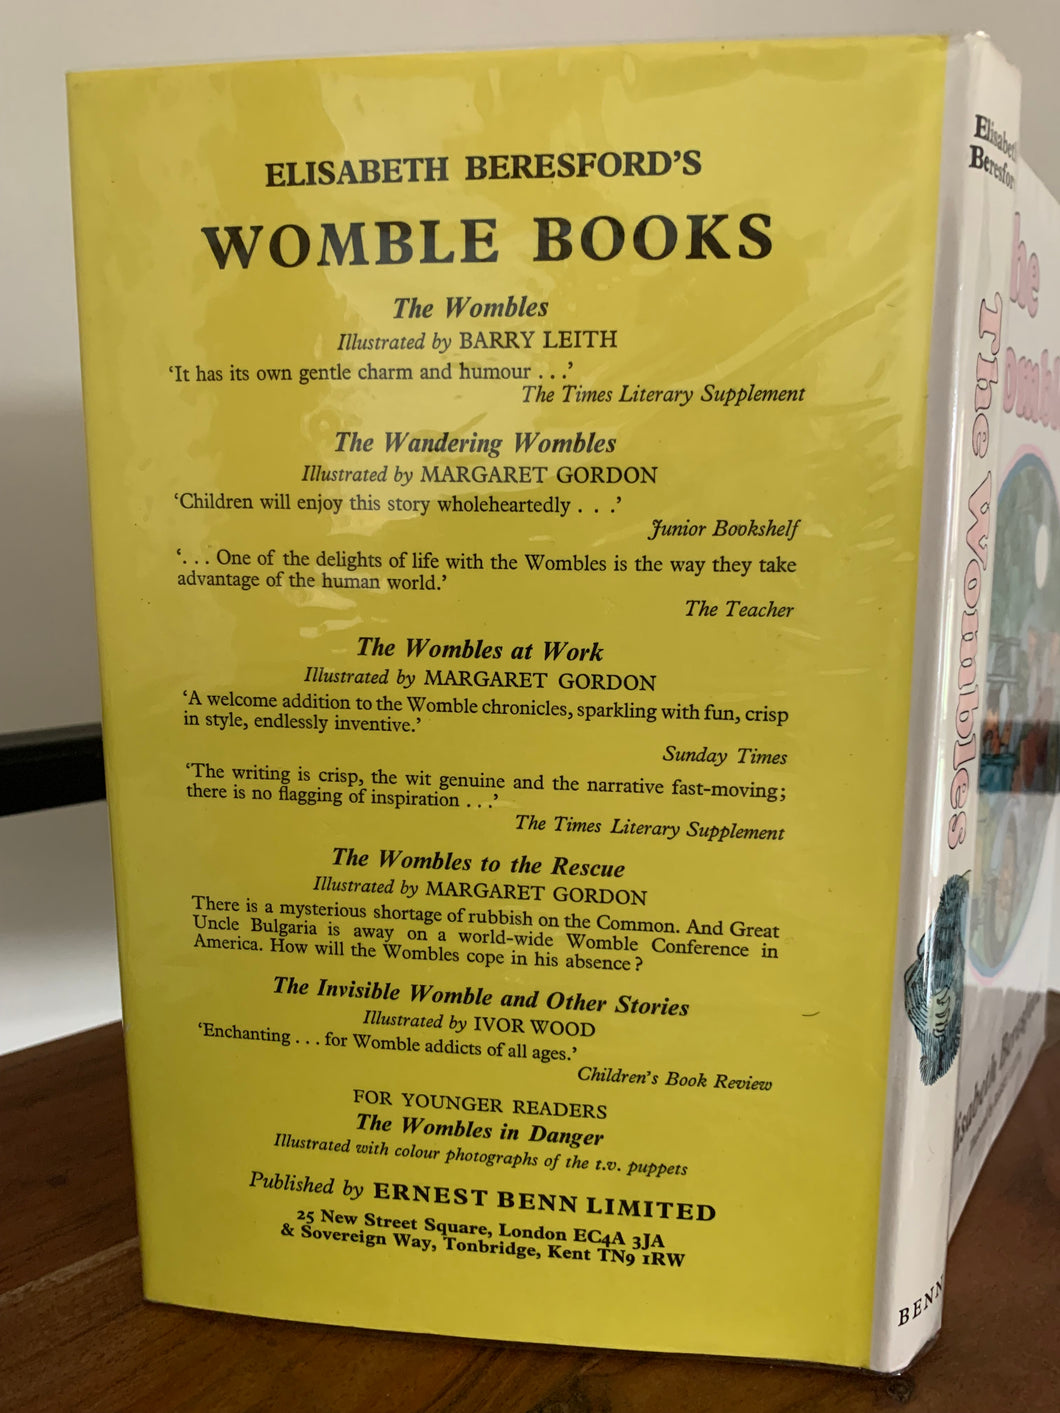 ELISABETH BERESFORD'S
WOMBLE BOOKS
The Wombles
Illustrated by BARRY LEITH
‘It has its own gentle charm and humour . . .’
The Times Literary Supplement
The Wandering Wombles
Illustrated by MARGARET GORDON
‘Children will enjoy this story wholeheartedly . . .’
Junior Bookshelf
‘. . . One of the delights of life with the Wombles is the way they take
advantage of the human world.’
The Teacher
The Wombles at Work
Illustrated by MARGARET GORDON
‘A welcome addition to the Womble chronicles, sparkling with fun, crisp
in style, endlessly inventive.’
Sunday Times
‘The writing is crisp, the wit genuine and the narrative fast-moving;
there is no flagging of inspiration . . .’
The Times Literary Supplement
The Wombles to the Rescue
Illustrated by MARGARET GORDON
There is a mysterious shortage of rubbish on the Common. And Great
Uncle Bulgaria is away on a world-wide Womble Conference in
America. How will the Wombles cope in his absence?
The Invisible Womble and Other Stories
Illustrated by IVOR WOOD
‘Enchanting . . . for Womble addicts of all ages.’
Children's Book Review
FOR YOUNGER READERS
The Wombles in Danger
Illustrated with colour photographs of the t.v. puppets
Published by ERNEST BENN LIMITED
25 New Street Square, London EC4A 3JA
& Sovereign Way, Tonbridge, Kent TN9 1RW
Elisabeth
Beresfor
The Wombles
BENN
he
omb